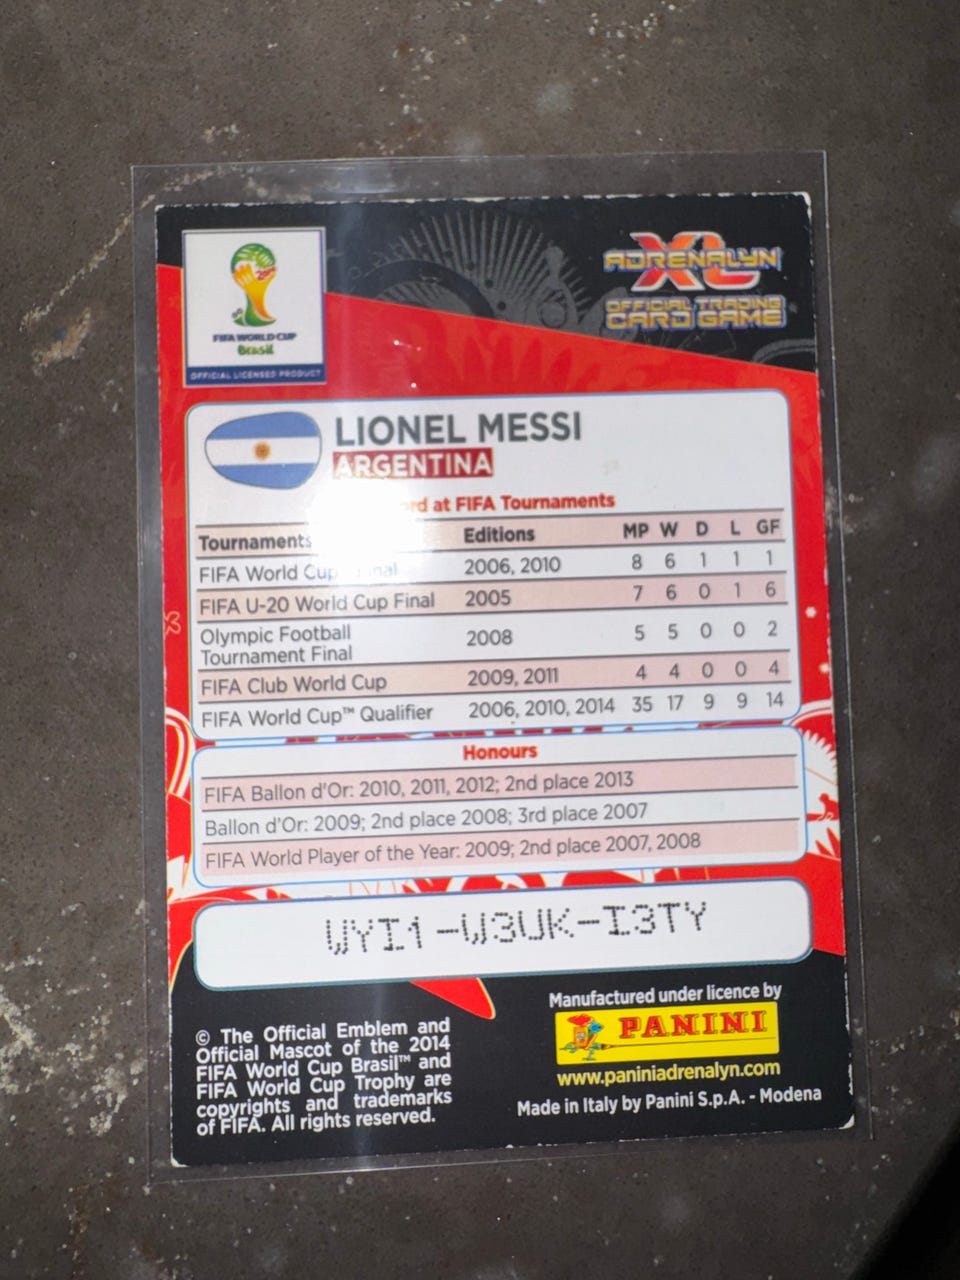 2014
FIFA WORLD CUP
Brasil
OFFICIAL LICENSED PRODUCT
ADRENALYN
XL
OFFICIAL TRADING
CARD GAME
LIONEL MESSI
ARGENTINA
at FIFA Tournaments
Tournaments Editions MP W D L GF
FIFA World Cup 2006, 2010 8 6 1 1 1
FIFA U-20 World Cup Final 2005 7 6 0 1 6
Olympic Football
Tournament Final 2008 5 5 0 0 2
FIFA Club World Cup 2009, 2011 4 4 0 0 4
FIFA World Cup™ Qualifier 2006, 2010, 2014 35 17 9 9 14
Honours
FIFA Ballon d'Or: 2010, 2011, 2012; 2nd place 2013
Ballon d'Or: 2009; 2nd place 2008; 3rd place 2007
FIFA World Player of the Year: 2009; 2nd place 2007, 2008
WYI1-W3UK-I3TY
© The Official Emblem and
Official Mascot of the 2014
FIFA World Cup Brasil™ and
FIFA World Cup Trophy are
copyrights and trademarks
of FIFA. All rights reserved.
Manufactured under licence by
PANINI
www.paniniadrenalyn.com
Made in Italy by Panini S.p.A. - Modena